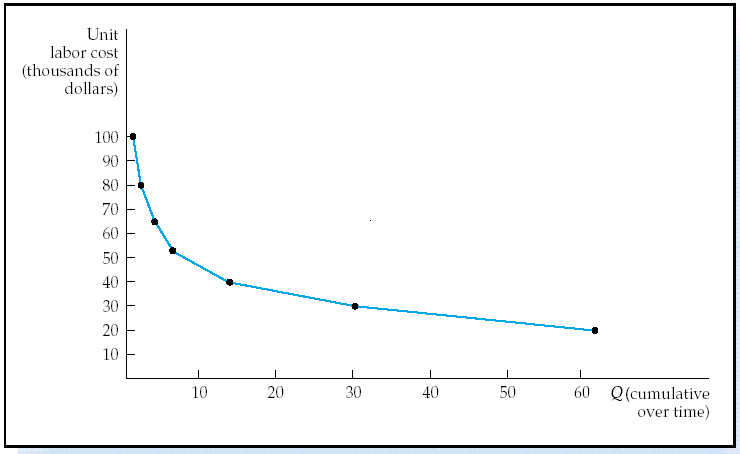 Unit
labor cost
(thousands of
dollars)
100
90
80
70
60
50
40
30
20
10
10 20 30 40 50 60 Q (cumulative
over time)